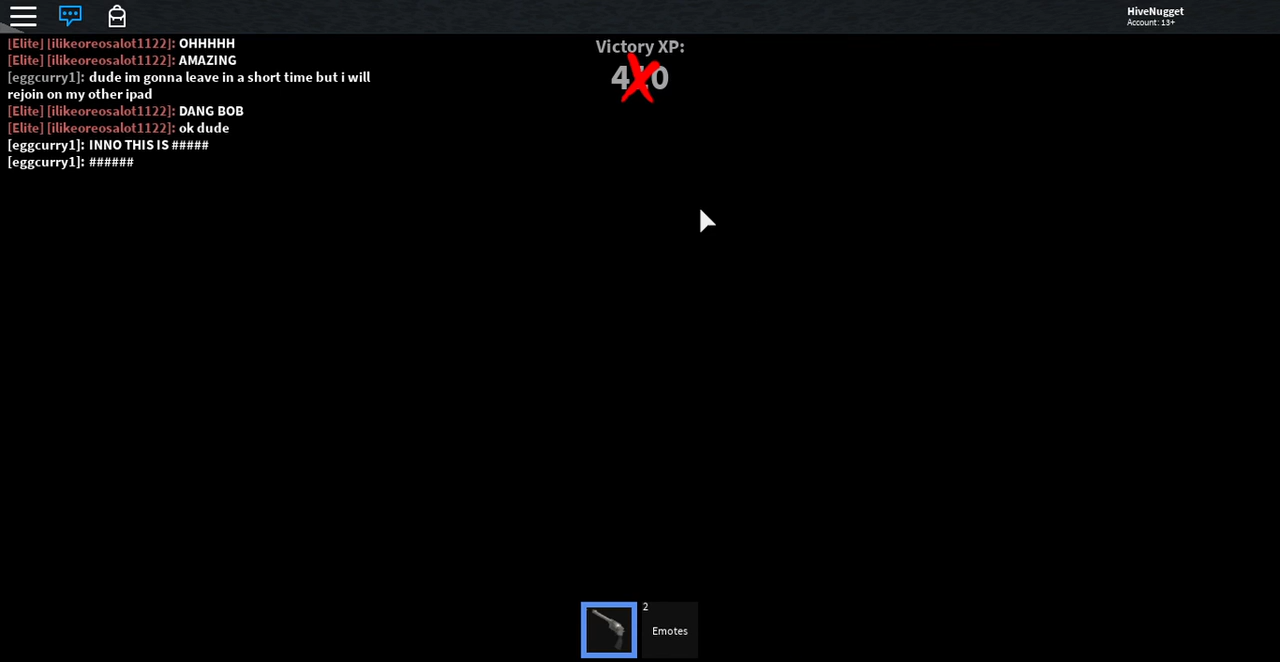 HiveNugget
Account: 13+
[Elite] [ilikeoreosalot1122]: OHHHHH
[Elite] [ilikeoreosalot1122]: AMAZING
[eggcurry1]: dude im gonna leave in a short time but i will
rejoin on my other ipad
[Elite] [ilikeoreosalot1122]: DANG BOB
[Elite] [ilikeoreosalot1122]: ok dude
[eggcurry1]: INNO THIS IS #####
[eggcurry1]: ######
Victory XP:
2
Emotes